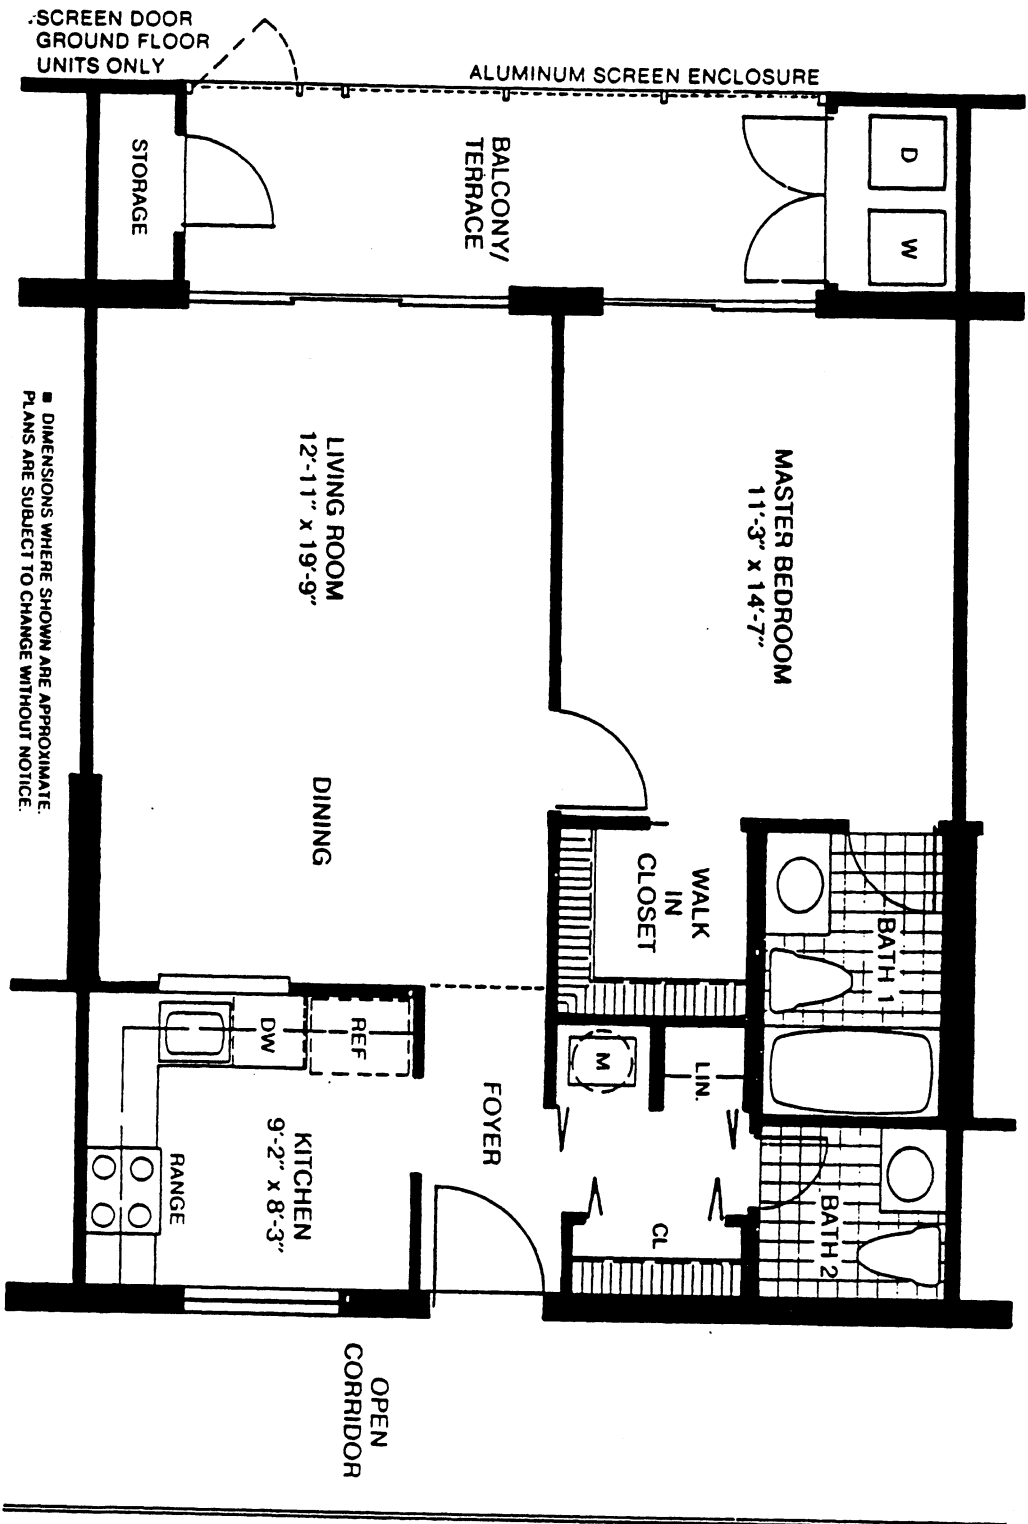 SCREEN DOOR
GROUND FLOOR
UNITS ONLY
ALUMINUM SCREEN ENCLOSURE
STORAGE
BALCONY/
TERRACE
D
W
LIVING ROOM
12'-11" x 19'-9"
MASTER BEDROOM
11'-3" x 14'-7"
■ DIMENSIONS WHERE SHOWN ARE APPROXIMATE.
PLANS ARE SUBJECT TO CHANGE WITHOUT NOTICE.
DINING
WALK
IN
CLOSET
BATH 1
DW
REF
M
LIN.
FOYER
KITCHEN
9'-2" x 8'-3"
RANGE
CL
BATH 2
OPEN
CORRIDOR